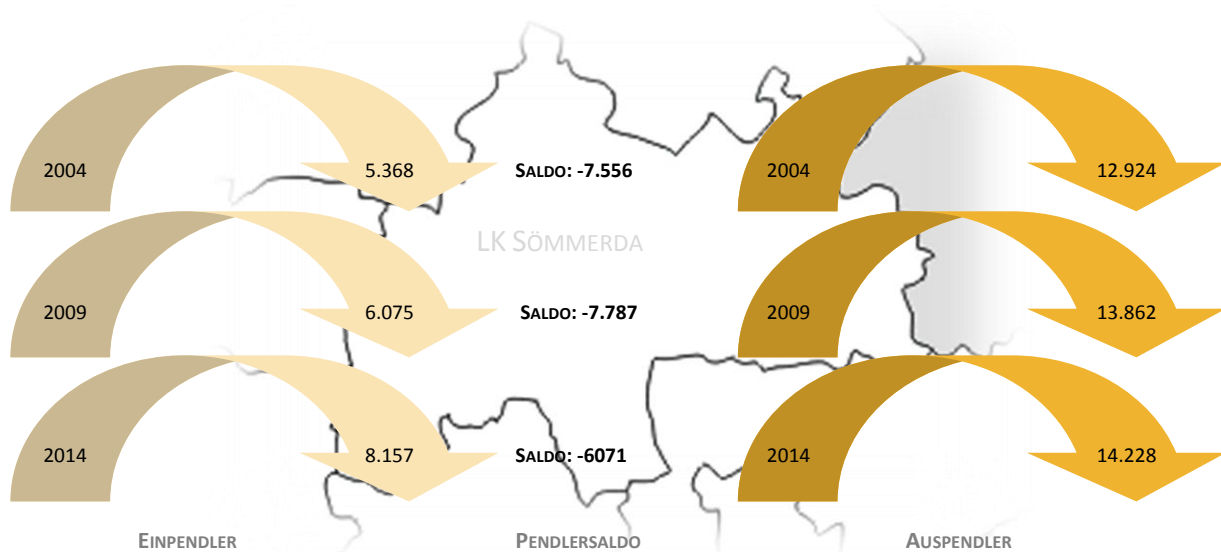 2004 5.368 SALDO: -7.556 2004 12.924
LK SÖMMERDA
2009 6.075 SALDO: -7.787 2009 13.862
2014 8.157 SALDO: -6071 2014 14.228
EINPENDLER PENDLERSALDO AUSPENDLER